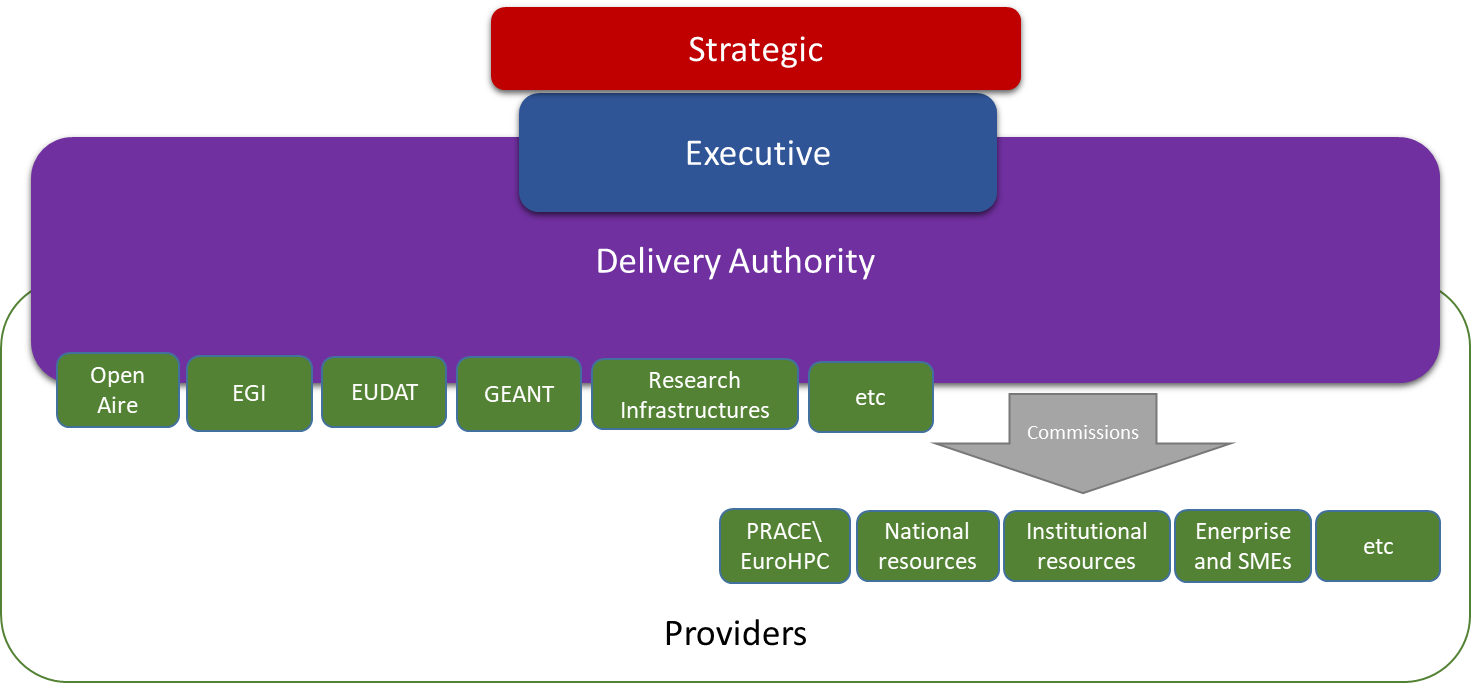 Strategic
Executive
Delivery Authority
Open
Aire
EGI
EUDAT
GEANT
Research
Infrastructures
etc
Commissions
PRACE\
EuroHPC
National
resources
Institutional
resources
Enerprise
and SMEs
etc
Providers